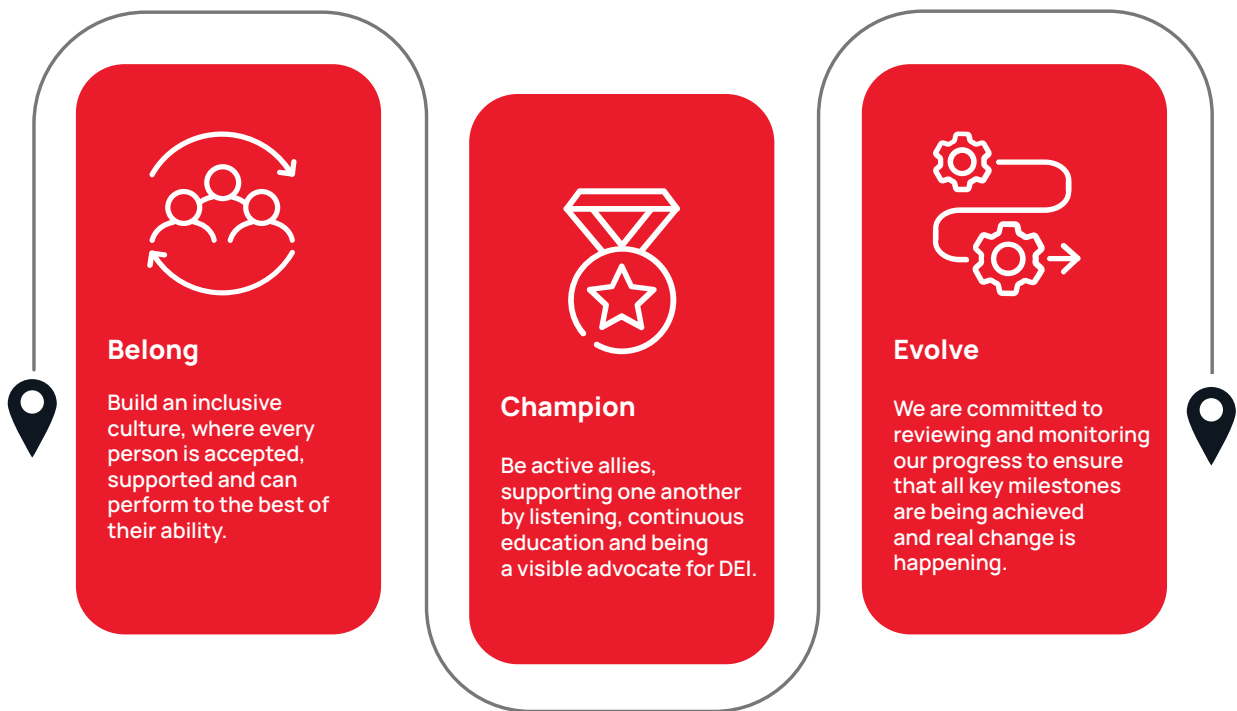 Belong
Build an inclusive
culture, where every
person is accepted,
supported and can
perform to the best of
their ability.
Champion
Be active allies,
supporting one another
by listening, continuous
education and being
a visible advocate for DEI.
Evolve
We are committed to
reviewing and monitoring
our progress to ensure
that all key milestones
are being achieved
and real change is
happening.